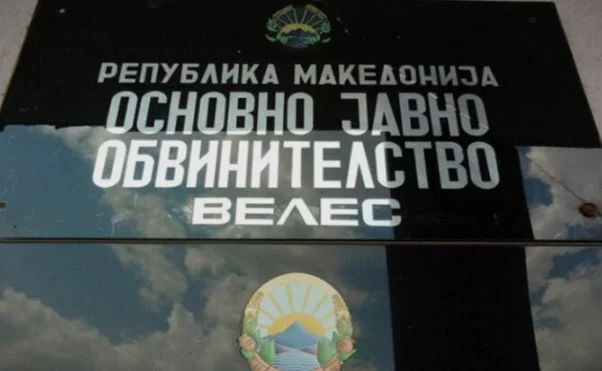 РЕПУБЛИКА МАКЕДОНИЈА
ОСНОВНО ЈАВНО
ОБВИНИТЕЛСТВО
ВЕЛЕС